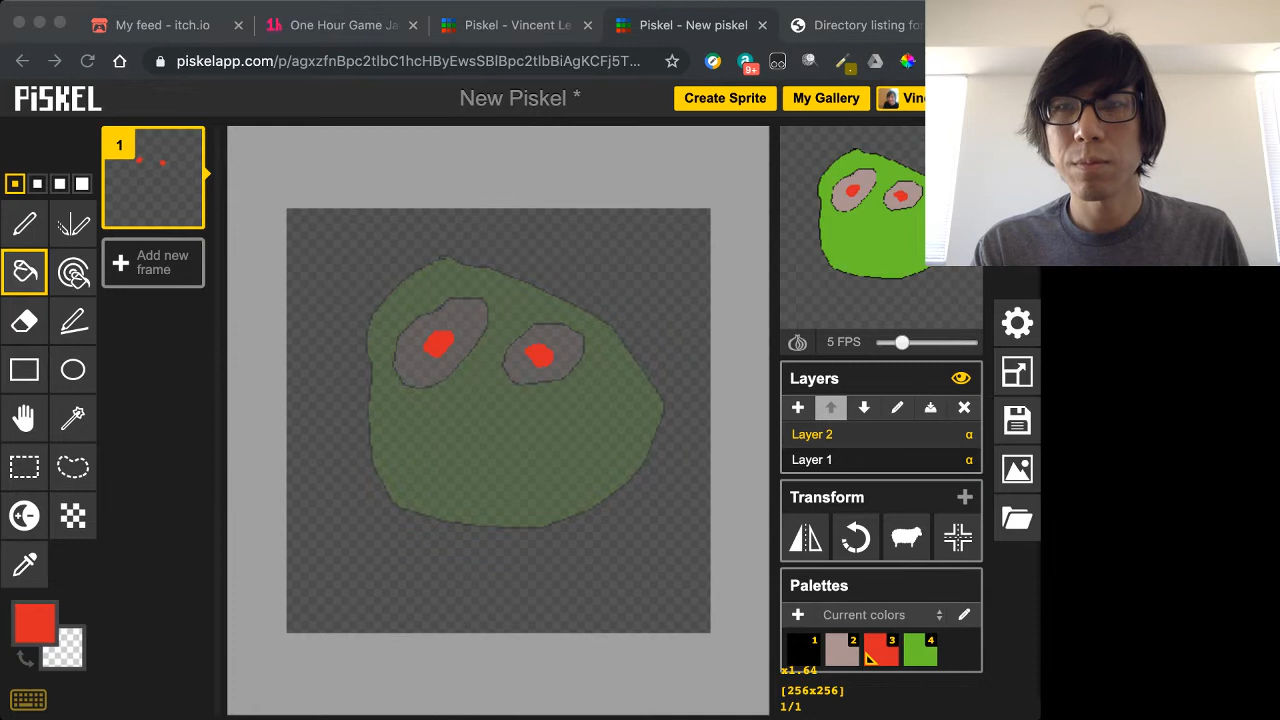 My feed - itch.io
One Hour Game Ja
Piskel - Vincent Le
Piskel - New piskel
Directory listing fo
piskelapp.com/p/agxzfnBpc2tlbC1hcHByEwsSBlBpc2tlbBiAgKCFj5T...
9+
PiSKEL
New Piskel *
Create Sprite
My Gallery
Vin
1
Add new
frame
5 FPS
Layers
Layer 2 α
Layer 1 α
Transform
Palettes
Current colors
1 2 3 4
x1.64
[256x256]
1/1